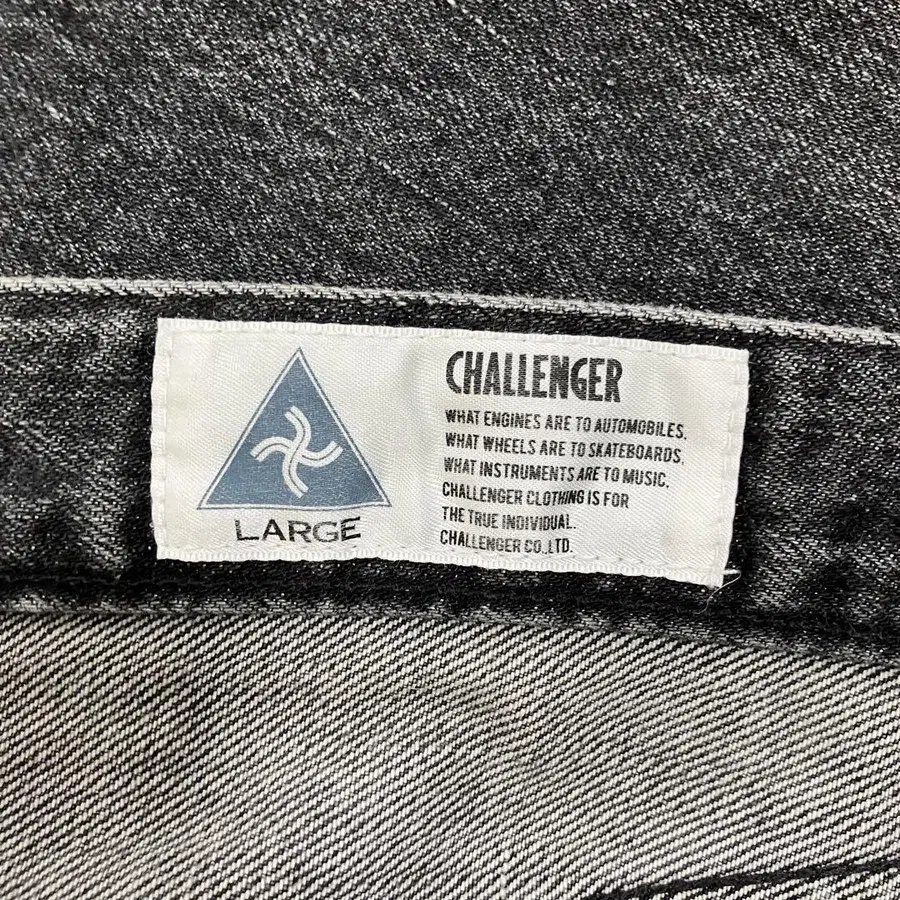 LARGE
CHALLENGER
WHAT ENGINES ARE TO AUTOMOBILES,
WHAT WHEELS ARE TO SKATEBOARDS,
WHAT INSTRUMENTS ARE TO MUSIC,
CHALLENGER CLOTHING IS FOR
THE TRUE INDIVIDUAL.
CHALLENGER CO.,LTD.